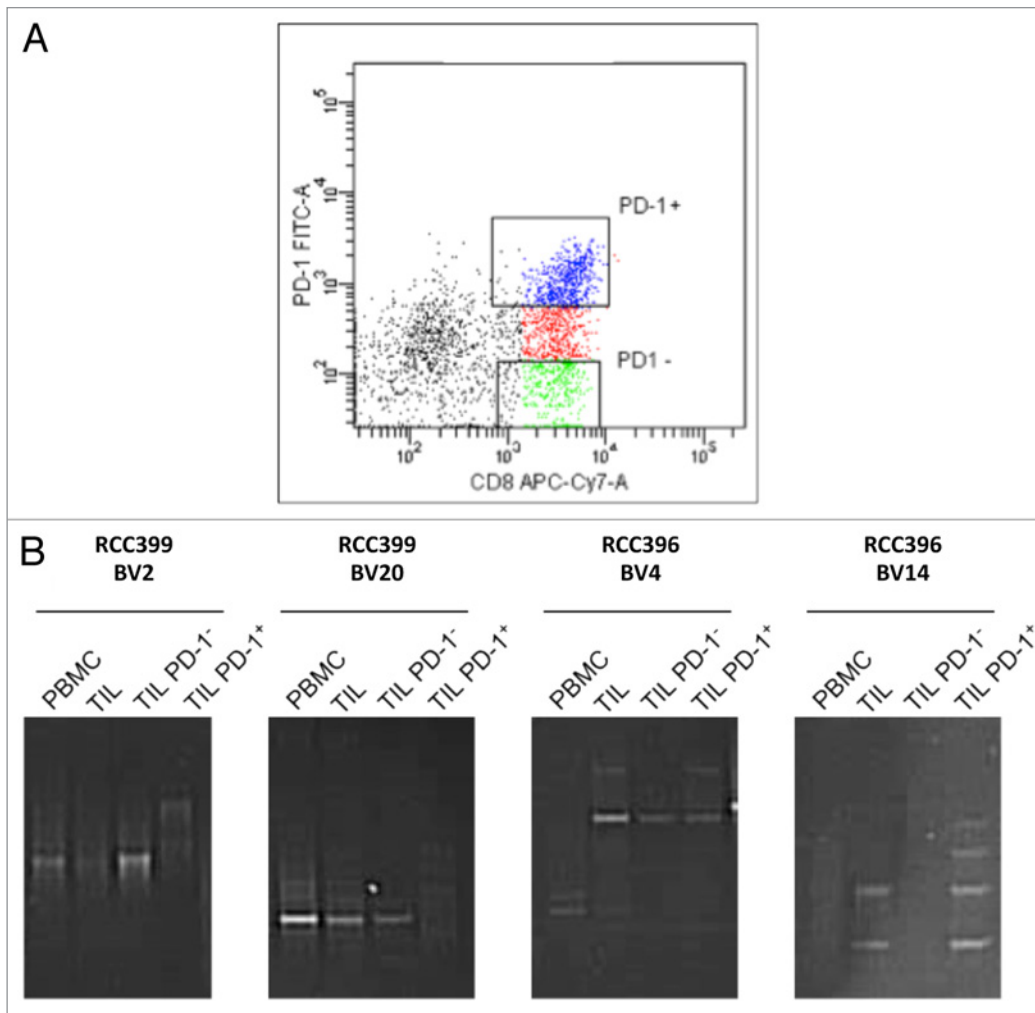 A
PD-1 FITC-A
10^5
10^4
10^3
10^2
PD-1+
PD1 -
10^2
10^3
10^4
10^5
CD8 APC-Cy7-A
B
RCC399
BV2
PBMC
TIL
TIL PD-1^-
TIL PD-1^+
RCC399
BV20
PBMC
TIL
TIL PD-1^-
TIL PD-1^+
RCC396
BV4
PBMC
TIL
TIL PD-1^-
TIL PD-1^+
RCC396
BV14
PBMC
TIL
TIL PD-1^-
TIL PD-1^+